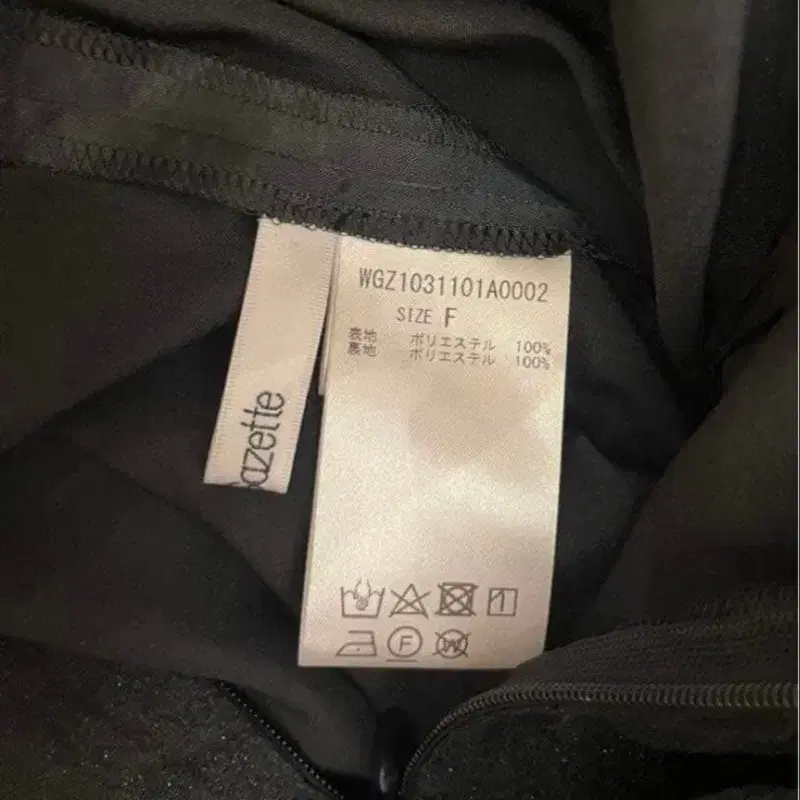 WGZ1031101A0002
SIZE F
表地 ポリエステル 100%
裏地 ポリエステル 100%
azette
F
W